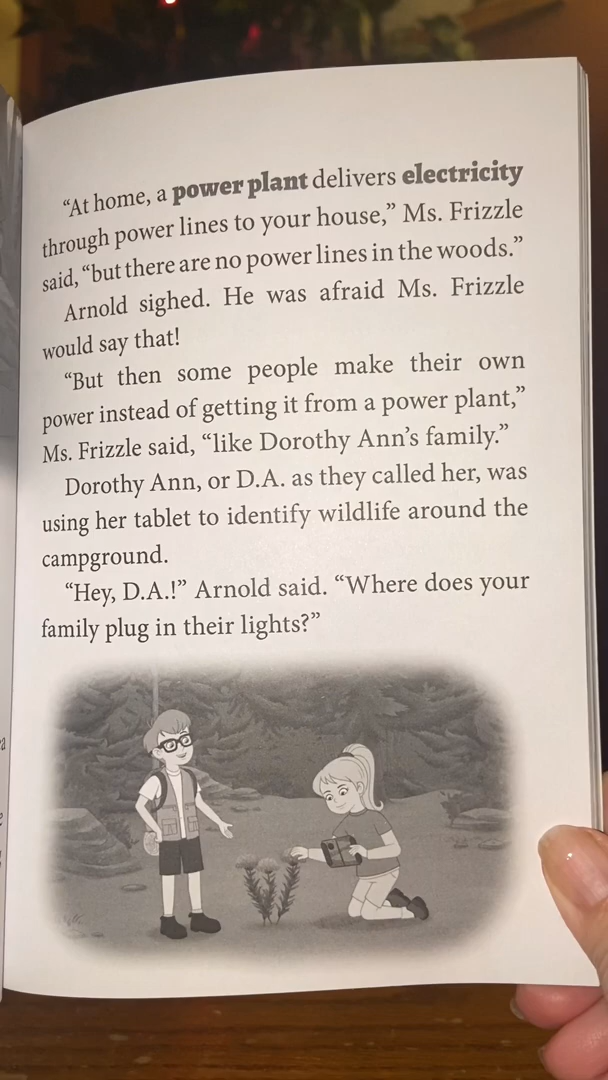 “At home, a power plant delivers electricity
through power lines to your house,” Ms. Frizzle
said, “but there are no power lines in the woods.”
Arnold sighed. He was afraid Ms. Frizzle
would say that!
“But then some people make their own
power instead of getting it from a power plant,”
Ms. Frizzle said, “like Dorothy Ann’s family.”
Dorothy Ann, or D.A. as they called her, was
using her tablet to identify wildlife around the
campground.
“Hey, D.A.!” Arnold said. “Where does your
family plug in their lights?”